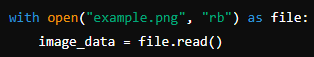 with open("example.png", "rb") as file:
    image_data = file.read()